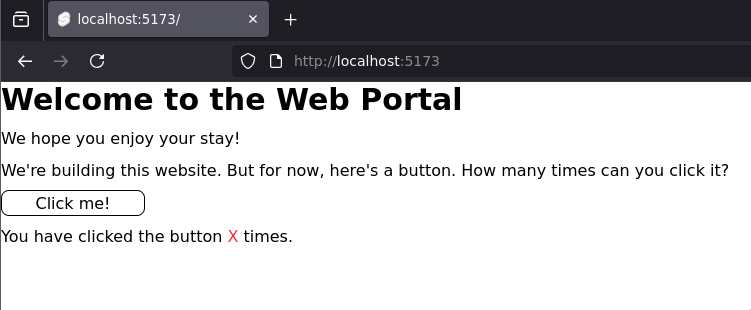 localhost:5173/
http://localhost:5173
Welcome to the Web Portal
We hope you enjoy your stay!
We're building this website. But for now, here's a button. How many times can you click it?
Click me!
You have clicked the button X times.